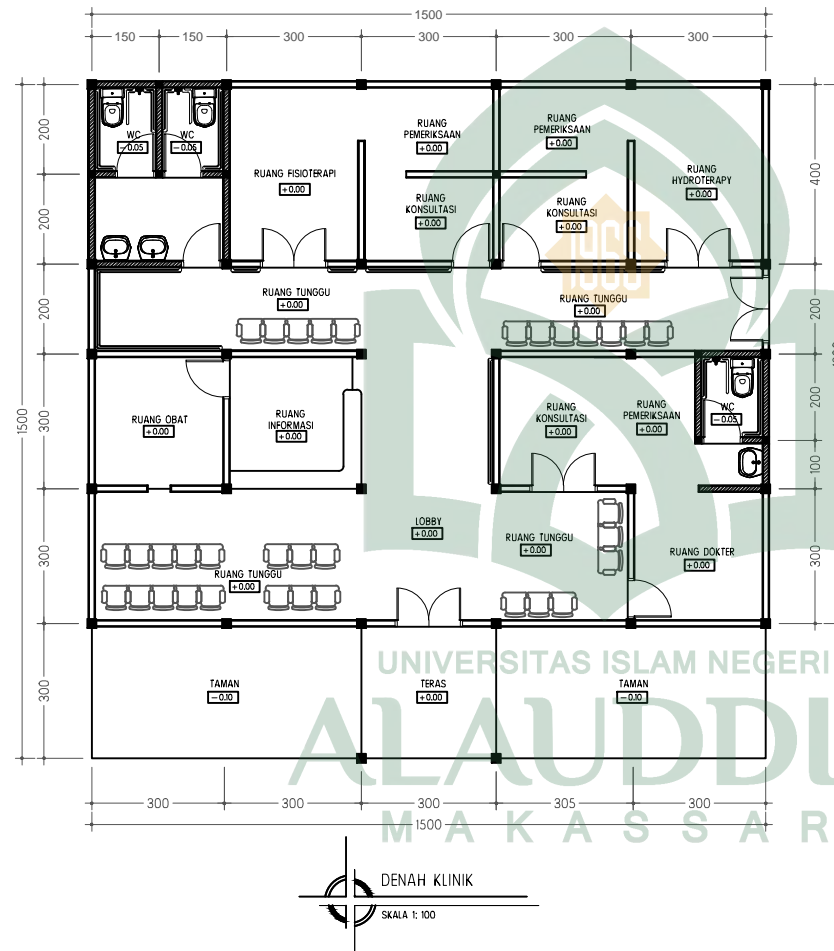 1500
150
150
300
300
300
300
200
200
200
300
300
300
1500
400
200
200
100
300
WC
-0.05
WC
-0.05
RUANG FISIOTERAPI
+0.00
RUANG
PEMERIKSAAN
+0.00
RUANG
KONSULTASI
+0.00
RUANG
PEMERIKSAAN
+0.00
RUANG
KONSULTASI
+0.00
RUANG
HYDROTERAPY
+0.00
1965
RUANG TUNGGU
+0.00
RUANG TUNGGU
+0.00
RUANG OBAT
+0.00
RUANG
INFORMASI
+0.00
RUANG
KONSULTASI
+0.00
RUANG
PEMERIKSAAN
+0.00
WC
-0.05
LOBBY
+0.00
RUANG TUNGGU
+0.00
RUANG TUNGGU
+0.00
RUANG DOKTER
+0.00
TAMAN
-0.10
TERAS
+0.00
TAMAN
-0.10
UNIVERSITAS ISLAM NEGERI
ALAUDDI
MAKASSAR
300
300
300
305
300
1500
DENAH KLINIK
SKALA 1: 100